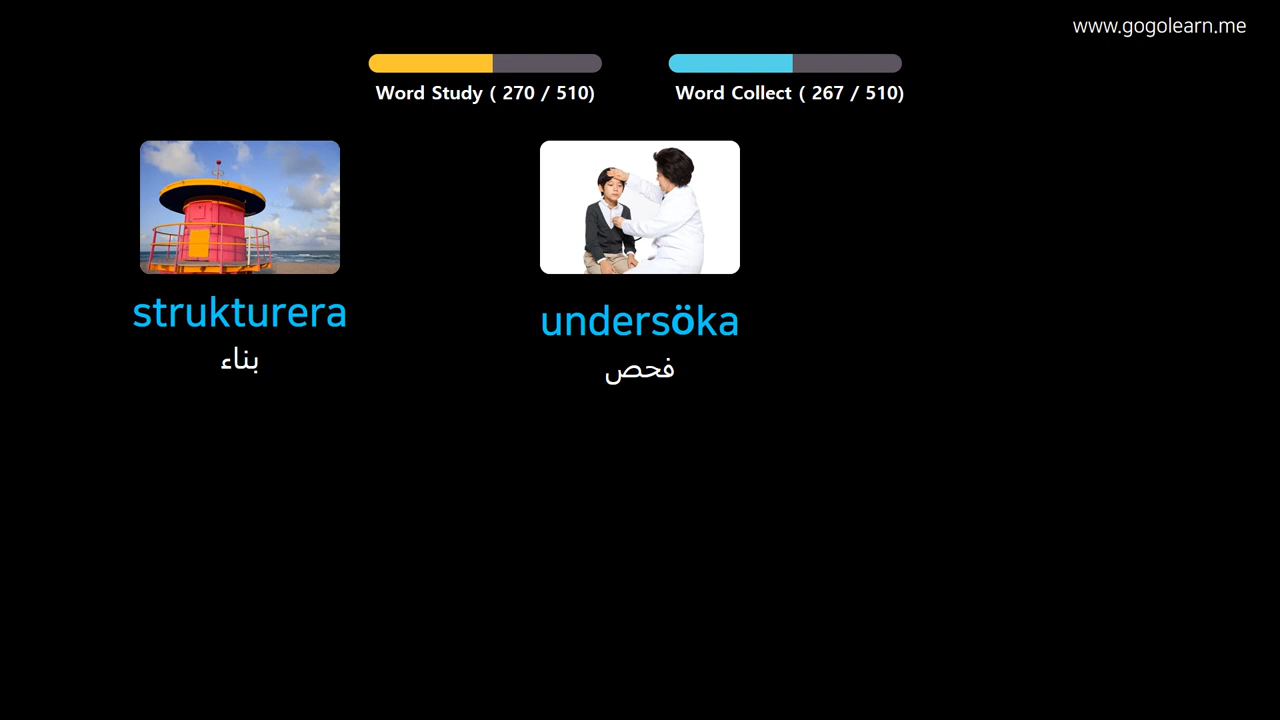 www.gogolearn.me
Word Study ( 270 / 510)
Word Collect ( 267 / 510)
strukturera
بناء
undersöka
فحص